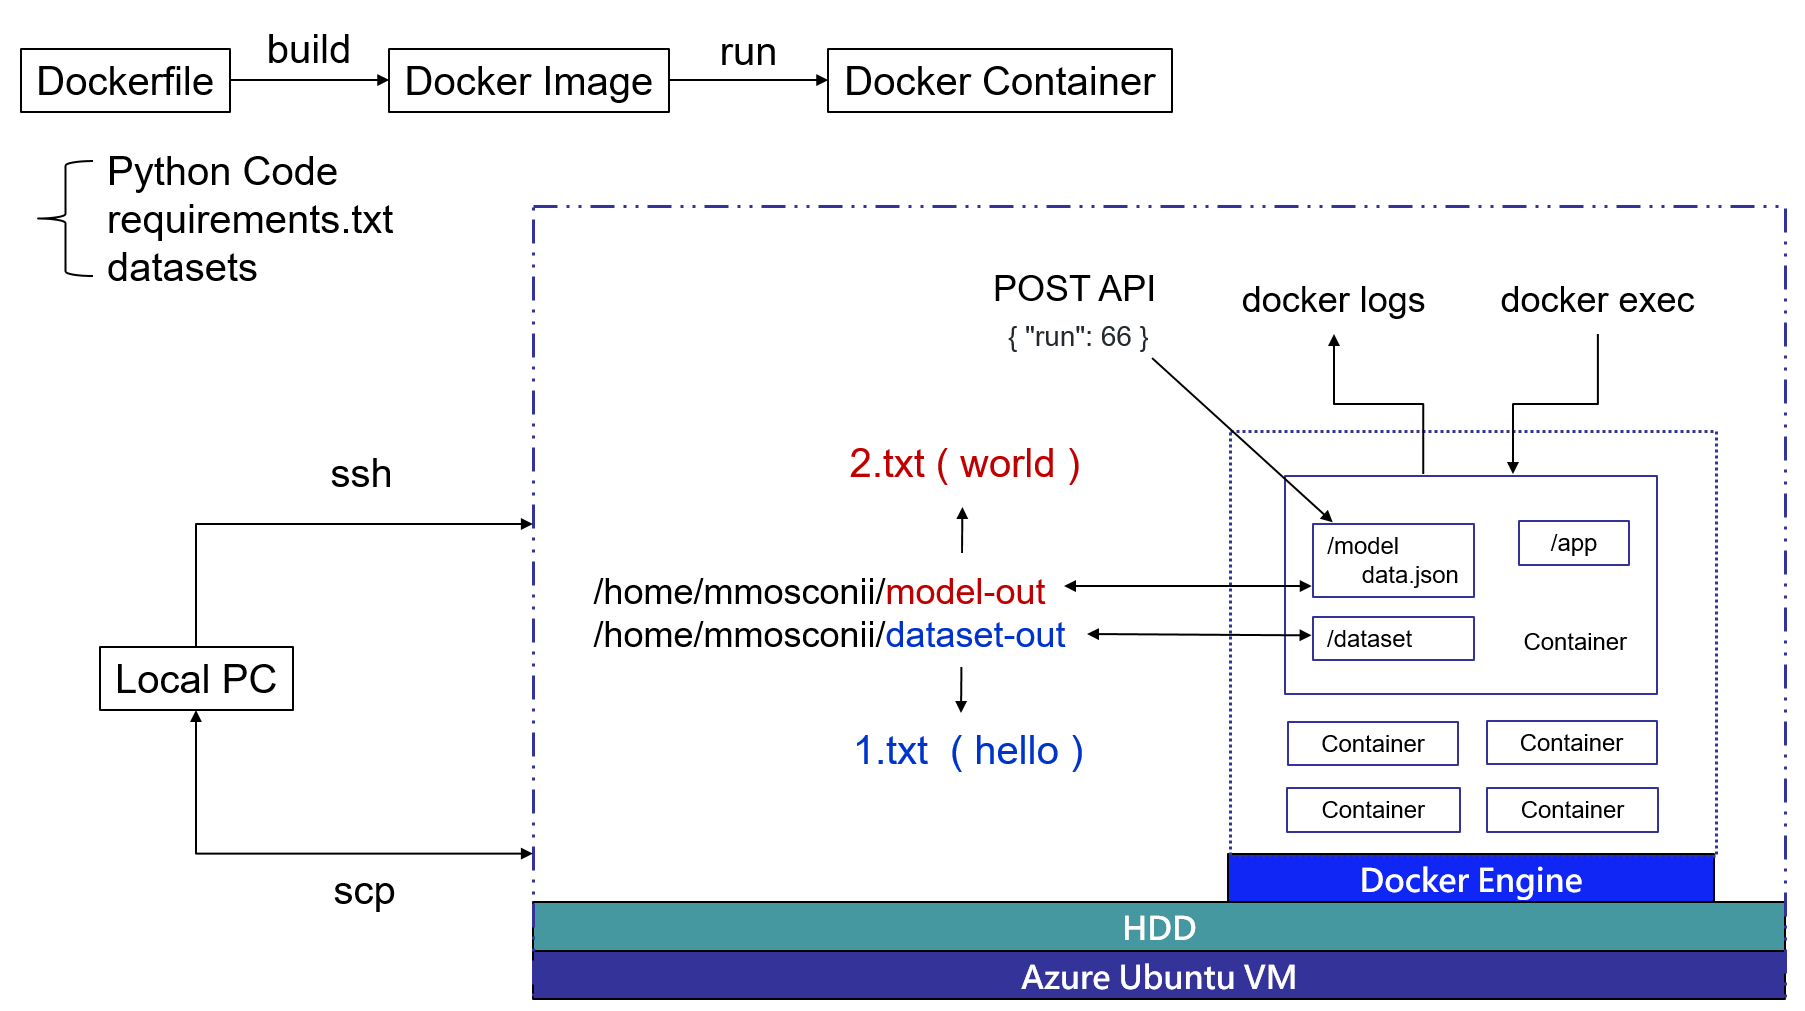 build
run
Dockerfile
Docker Image
Docker Container
Python Code
requirements.txt
datasets
POST API
{ "run": 66 }
docker logs
docker exec
ssh
2.txt ( world )
/home/mmosconii/model-out
/home/mmosconii/dataset-out
1.txt ( hello )
/model
data.json
/app
/dataset
Container
Local PC
Container
Container
Container
Container
scp
Docker Engine
HDD
Azure Ubuntu VM